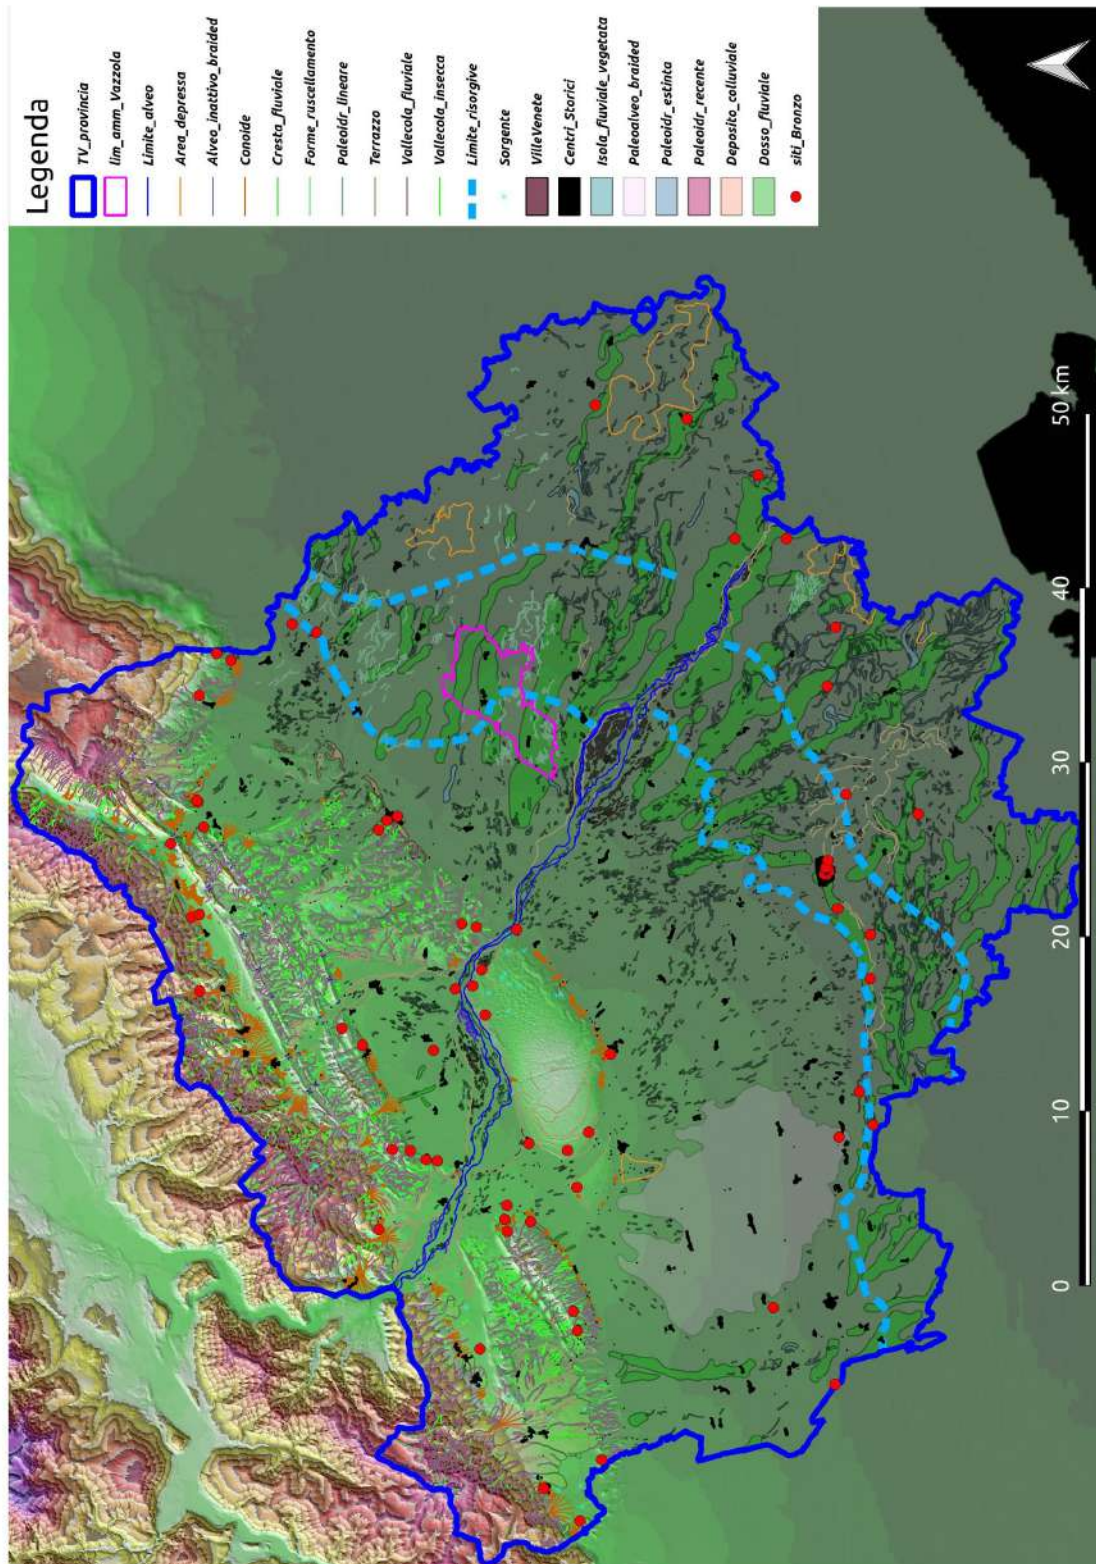 Legenda
TV_provincia
lim_amm_Vazzola
Limite_alveo
Area_depressa
Alveo_inattivo_braided
Conoide
Cresta_fluviale
Forme_ruscellamento
Paleoidr_lineare
Terrazzo
Vallecola_fluviale
Vallecola_insecca
Limite_risorgive
Sorgente
VilleVenete
Centri_Storici
Isola_fluviale_vegetata
Paleoalveo_braided
Paleoidr_estinta
Paleoidr_recente
Deposito_colluviale
Dosso_fluviale
siti_Bronzo
0 10 20 30 40 50 km